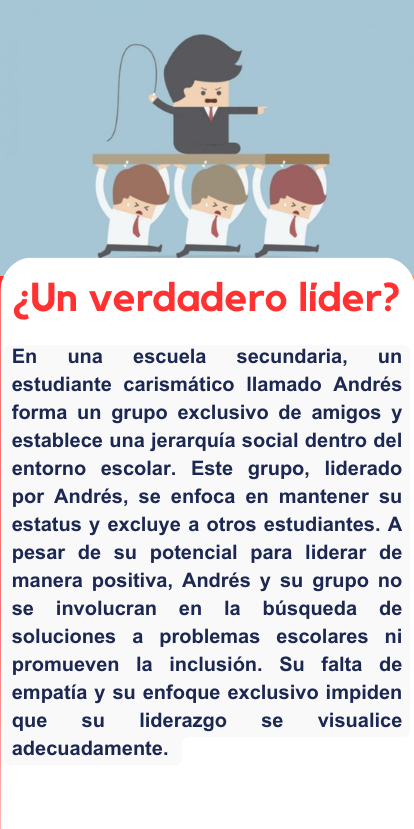 ¿Un verdadero líder?
En una escuela secundaria, un
estudiante carismático llamado Andrés
forma un grupo exclusivo de amigos y
establece una jerarquía social dentro del
entorno escolar. Este grupo, liderado
por Andrés, se enfoca en mantener su
estatus y excluye a otros estudiantes. A
pesar de su potencial para liderar de
manera positiva, Andrés y su grupo no
se involucran en la búsqueda de
soluciones a problemas escolares ni
promueven la inclusión. Su falta de
empatía y su enfoque exclusivo impiden
que su liderazgo se visualice
adecuadamente.